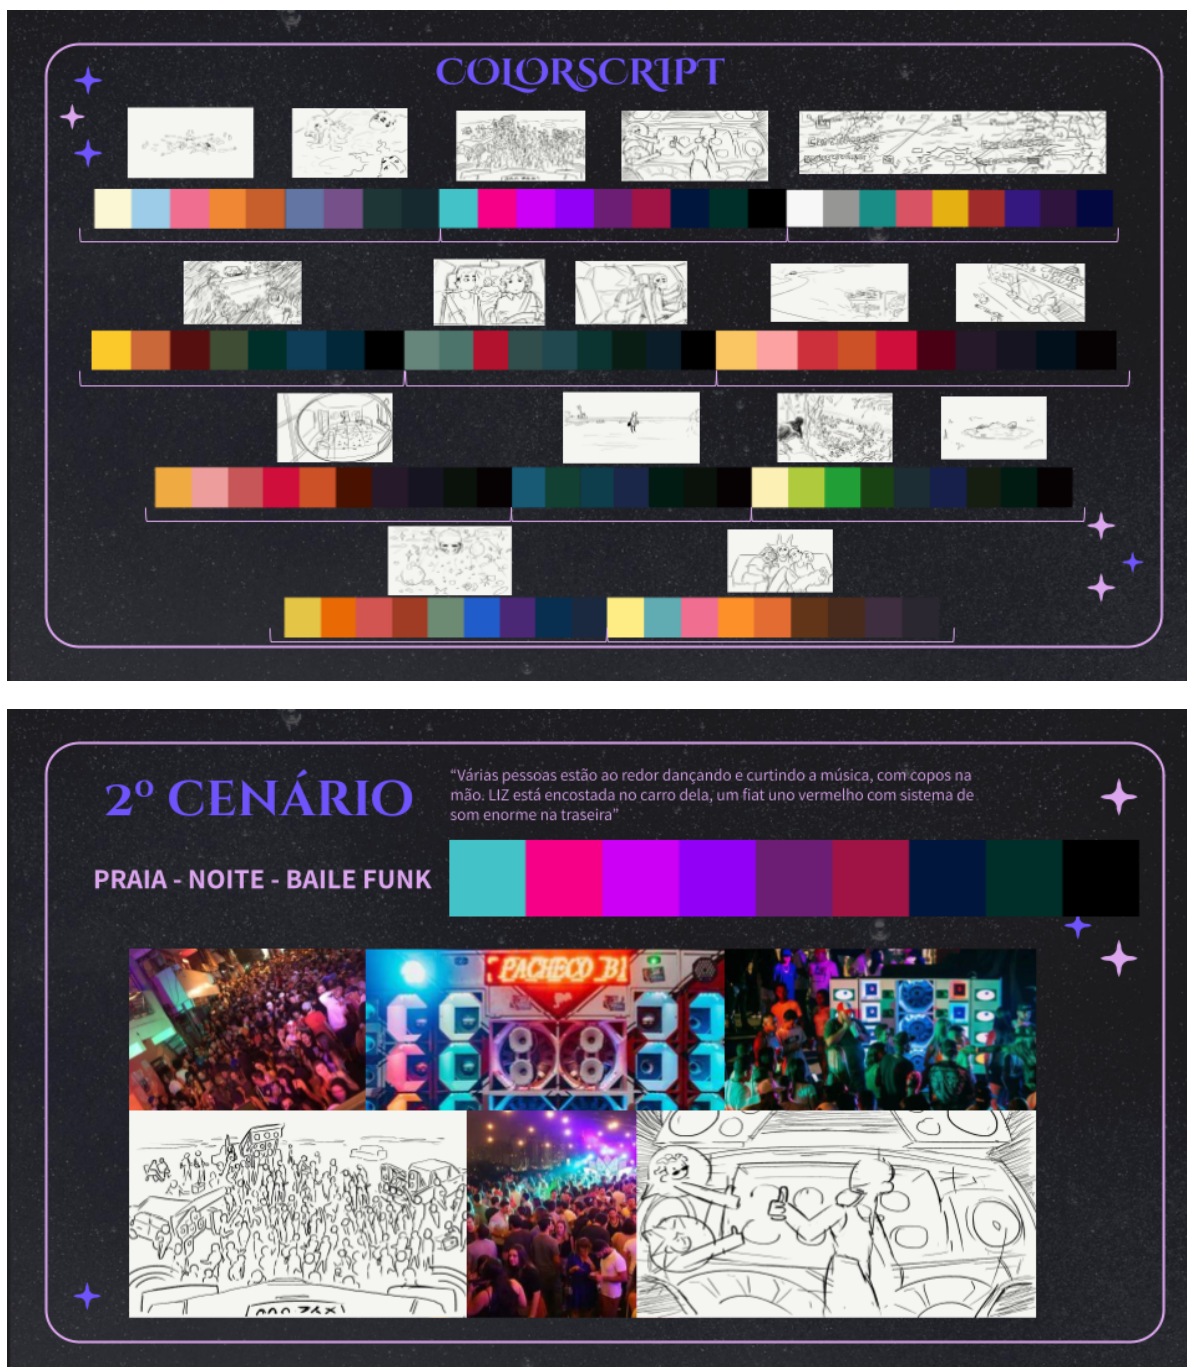 COLORSCRIPT
2º CENÁRIO
“Várias pessoas estão ao redor dançando e curtindo a música, com copos na
mão. LIZ está encostada no carro dela, um fiat uno vermelho com sistema de
som enorme na traseira”
PRAIA - NOITE - BAILE FUNK
PACHECO B1